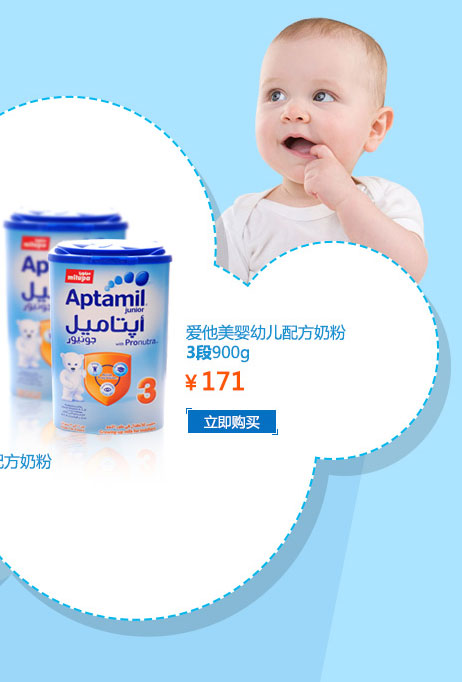 milupa
Aptamil
junior
أبتاميل
جونيور
with Pronutra.
3
爱他美婴幼儿配方奶粉
3段900g
¥ 171
立即购买
配方奶粉